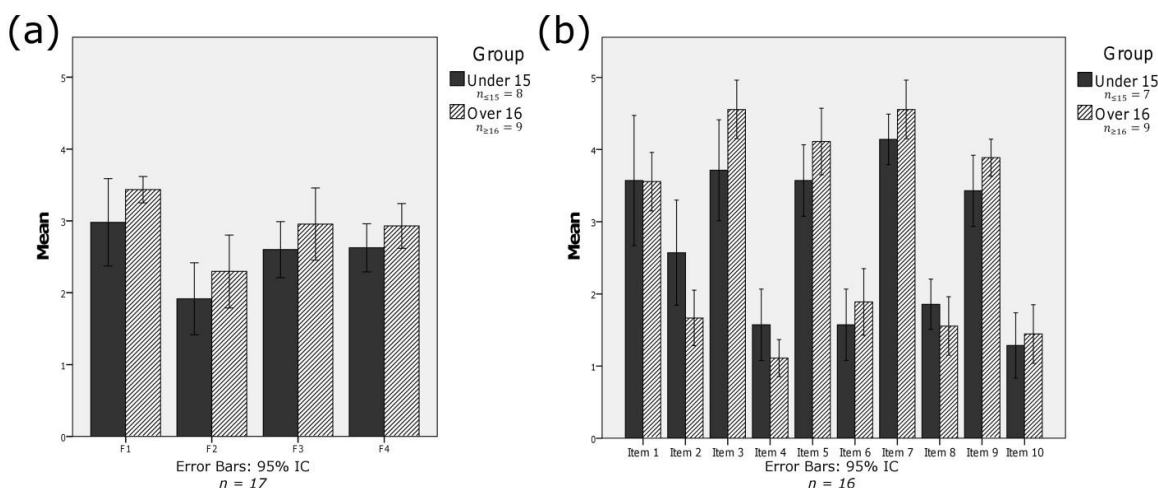 (a)
Mean
5
4
3
2
1
0
F1 F2 F3 F4
Error Bars: 95% IC
n = 17
Group
Under 15
n≤15 = 8
Over 16
n≥16 = 9
(b)
Mean
5
4
3
2
1
0
Item 1 Item 2 Item 3 Item 4 Item 5 Item 6 Item 7 Item 8 Item 9 Item 10
Error Bars: 95% IC
n = 16
Group
Under 15
n≤15 = 7
Over 16
n≥16 = 9